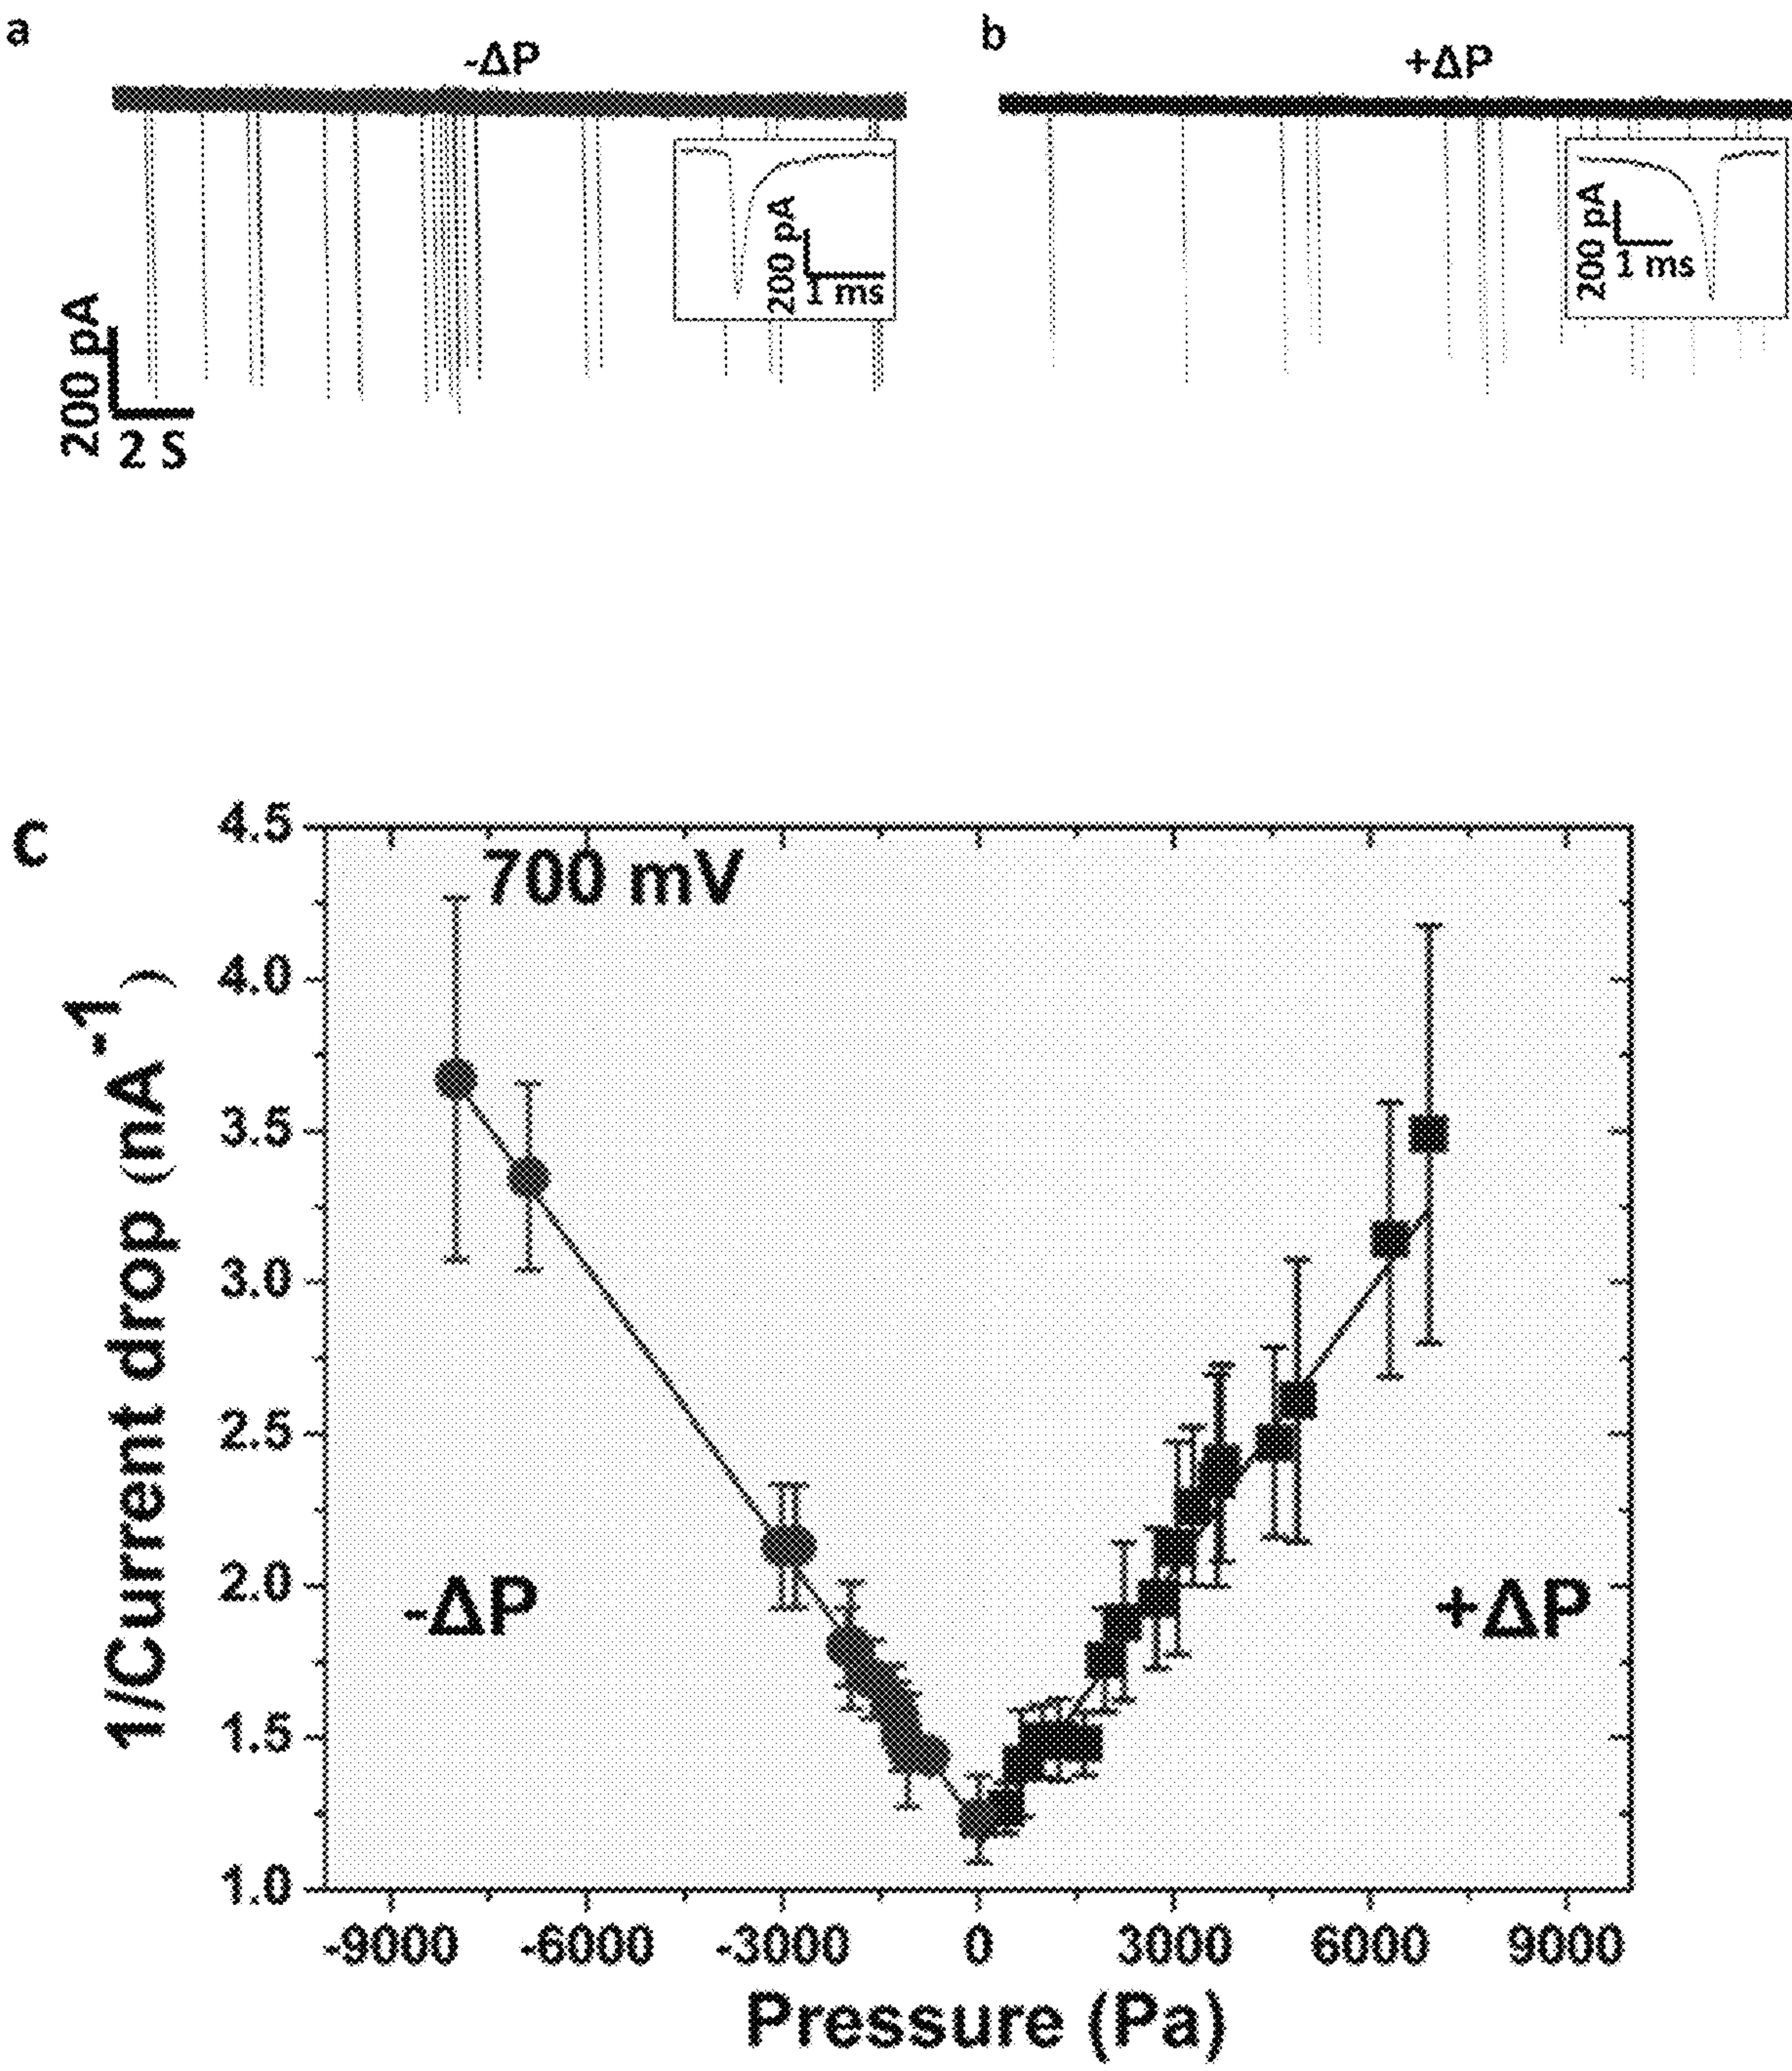 a
-ΔP
200 pA
1 ms
200 pA
2 S
b
+ΔP
200 pA
1 ms
c
700 mV
4.5
4.0
3.5
3.0
2.5
2.0
1.5
1.0
1/Current drop (nA⁻¹)
-ΔP
+ΔP
-9000 -6000 -3000 0 3000 6000 9000
Pressure (Pa)